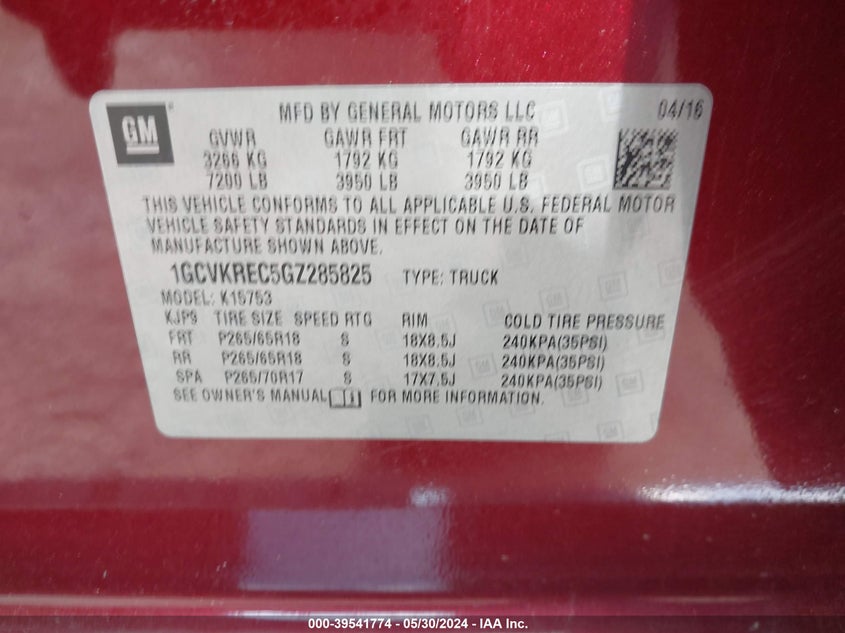 GM
MFD BY GENERAL MOTORS LLC 04/16
GVWR GAWR FRT GAWR RR
3266 KG 1792 KG 1792 KG
7200 LB 3950 LB 3950 LB
THIS VEHICLE CONFORMS TO ALL APPLICABLE U.S. FEDERAL MOTOR
VEHICLE SAFETY STANDARDS IN EFFECT ON THE DATE OF
MANUFACTURE SHOWN ABOVE.
1GCVKREC5GZ285825 TYPE: TRUCK
MODEL: K15753
KJP9 TIRE SIZE SPEED RTG RIM COLD TIRE PRESSURE
FRT P265/65R18 S 18X8.5J 240KPA(35PSI)
RR P265/65R18 S 18X8.5J 240KPA(35PSI)
SPA P265/70R17 S 17X7.5J 240KPA(35PSI)
SEE OWNER'S MANUAL FOR MORE INFORMATION.
000-39541774 - 05/30/2024 - IAA Inc.